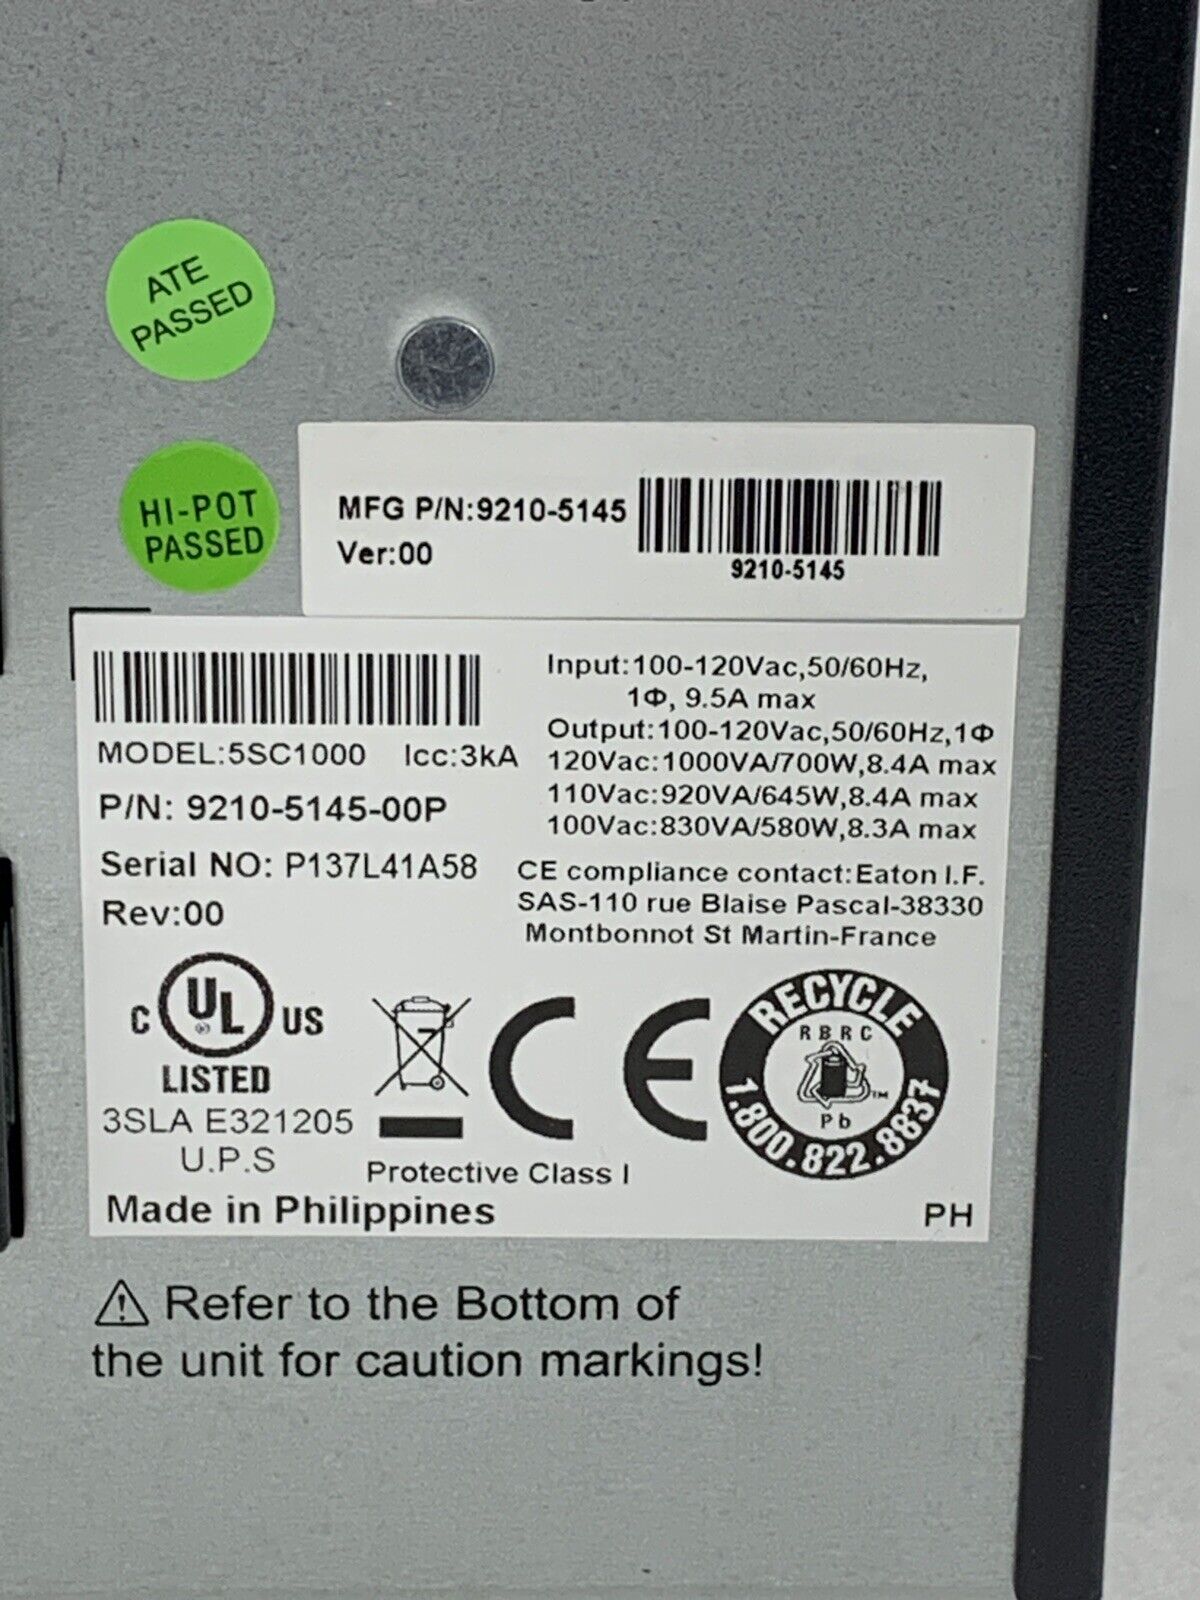 ATE
PASSED
HI-POT
PASSED
MFG P/N:9210-5145
Ver:00
9210-5145
MODEL:5SC1000 Icc:3kA
P/N: 9210-5145-00P
Serial NO: P137L41A58
Rev:00
Input:100-120Vac,50/60Hz,
1Φ, 9.5A max
Output:100-120Vac,50/60Hz,1Φ
120Vac:1000VA/700W,8.4A max
110Vac:920VA/645W,8.4A max
100Vac:830VA/580W,8.3A max
CE compliance contact:Eaton I.F.
SAS-110 rue Blaise Pascal-38330
Montbonnot St Martin-France
C UL ® US
LISTED
3SLA E321205
U.P.S
CE
Protective Class I
RECYCLE
RBRC
TM
Pb
1.800.822.8837
Made in Philippines
PH
⚠ Refer to the Bottom of
the unit for caution markings!